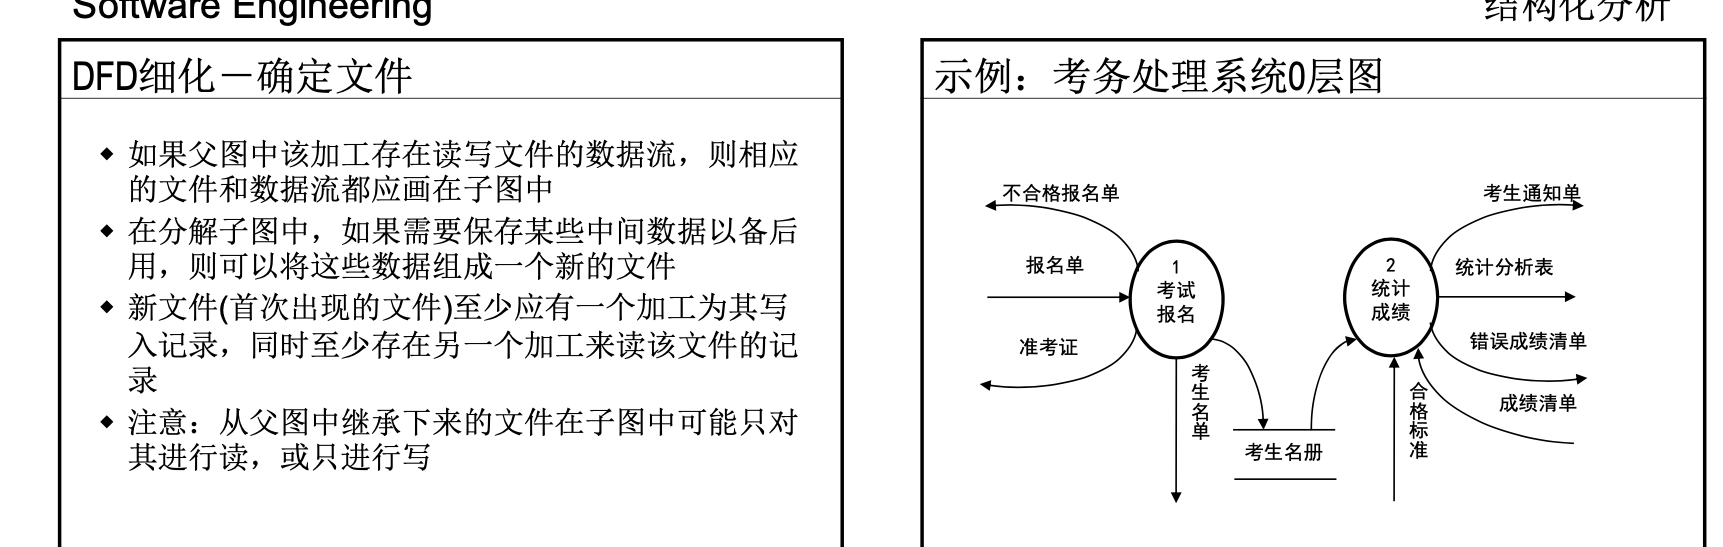 Software Engineering
结构化分析
DFD细化－确定文件
◆ 如果父图中该加工存在读写文件的数据流，则相应
的文件和数据流都应画在子图中
◆ 在分解子图中，如果需要保存某些中间数据以备后
用，则可以将这些数据组成一个新的文件
◆ 新文件(首次出现的文件)至少应有一个加工为其写
入记录，同时至少存在另一个加工来读该文件的记
录
◆ 注意：从父图中继承下来的文件在子图中可能只对
其进行读，或只进行写
示例：考务处理系统0层图
不合格报名单
报名单
准考证
1
考试
报名
考生名单
考生名册
2
统计
成绩
考生通知单
统计分析表
错误成绩清单
成绩清单
合格标准